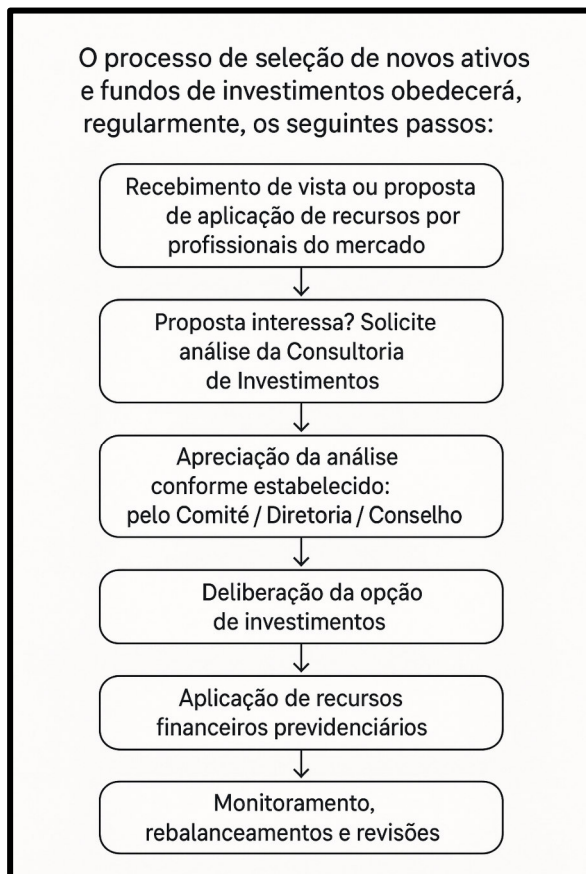 O processo de seleção de novos ativos
e fundos de investimentos obedecerá,
regularmente, os seguintes passos:
Recebimento de vista ou proposta
de aplicação de recursos por
profissionais do mercado
Proposta interessa? Solicite
análise da Consultoria
de Investimentos
Apreciação da análise
conforme estabelecido:
pelo Comité / Diretoria / Conselho
Deliberação da opção
de investimentos
Aplicação de recursos
financeiros previdenciários
Monitoramento,
rebalanceamentos e revisões